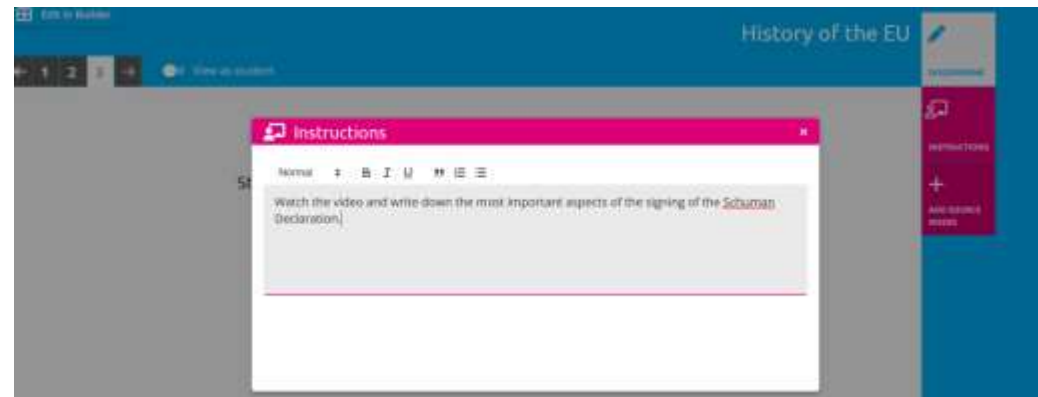 Edit in Builder
History of the EU
1 2 3
View as student
Instructions
INSTRUCTIONS
Normal B I U
St
Watch the video and write down the most important aspects of the signing of the Schuman
Declaration.